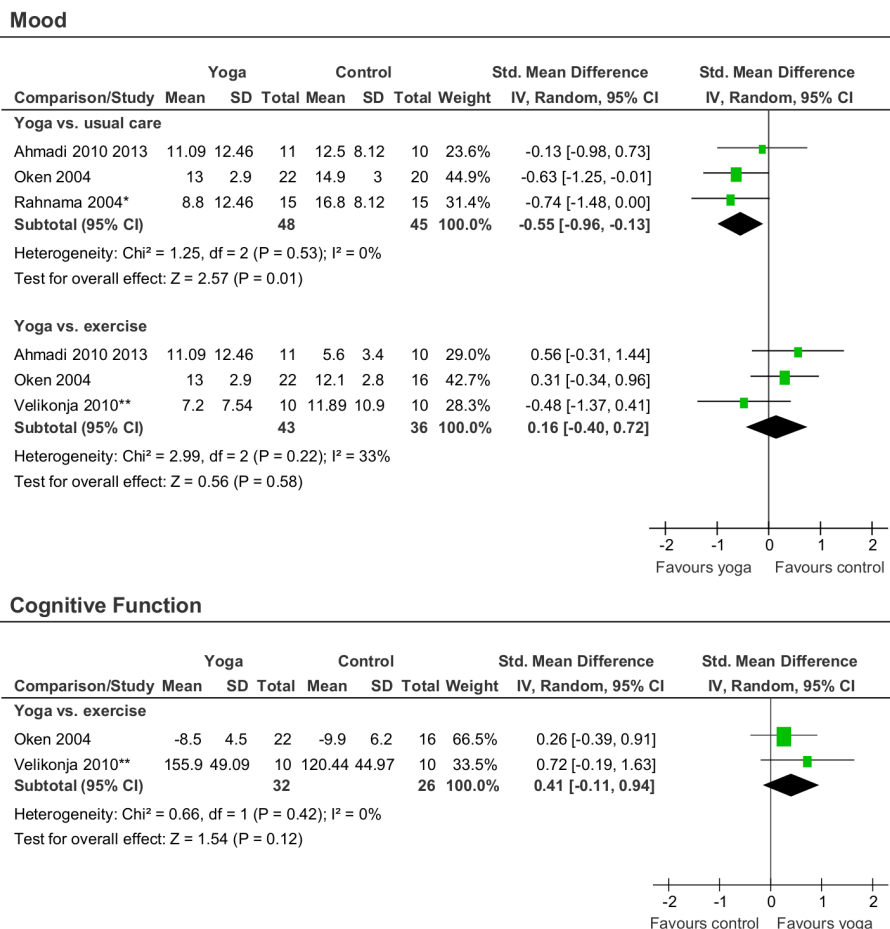 Mood
Yoga Control Std. Mean Difference Std. Mean Difference
Comparison/Study Mean SD Total Mean SD Total Weight IV, Random, 95% CI IV, Random, 95% CI
Yoga vs. usual care
Ahmadi 2010 2013 11.09 12.46 11 12.5 8.12 10 23.6% -0.13 [-0.98, 0.73]
Oken 2004 13 2.9 22 14.9 3 20 44.9% -0.63 [-1.25, -0.01]
Rahnama 2004* 8.8 12.46 15 16.8 8.12 15 31.4% -0.74 [-1.48, 0.00]
Subtotal (95% CI) 48 45 100.0% -0.55 [-0.96, -0.13]
Heterogeneity: Chi² = 1.25, df = 2 (P = 0.53); I² = 0%
Test for overall effect: Z = 2.57 (P = 0.01)
Yoga vs. exercise
Ahmadi 2010 2013 11.09 12.46 11 5.6 3.4 10 29.0% 0.56 [-0.31, 1.44]
Oken 2004 13 2.9 22 12.1 2.8 16 42.7% 0.31 [-0.34, 0.96]
Velikonja 2010** 7.2 7.54 10 11.89 10.9 10 28.3% -0.48 [-1.37, 0.41]
Subtotal (95% CI) 43 36 100.0% 0.16 [-0.40, 0.72]
Heterogeneity: Chi² = 2.99, df = 2 (P = 0.22); I² = 33%
Test for overall effect: Z = 0.56 (P = 0.58)
-2 -1 0 1 2
Favours yoga Favours control
Cognitive Function
Yoga Control Std. Mean Difference Std. Mean Difference
Comparison/Study Mean SD Total Mean SD Total Weight IV, Random, 95% CI IV, Random, 95% CI
Yoga vs. exercise
Oken 2004 -8.5 4.5 22 -9.9 6.2 16 66.5% 0.26 [-0.39, 0.91]
Velikonja 2010** 155.9 49.09 10 120.44 44.97 10 33.5% 0.72 [-0.19, 1.63]
Subtotal (95% CI) 32 26 100.0% 0.41 [-0.11, 0.94]
Heterogeneity: Chi² = 0.66, df = 1 (P = 0.42); I² = 0%
Test for overall effect: Z = 1.54 (P = 0.12)
-2 -1 0 1 2
Favours control Favours yoga